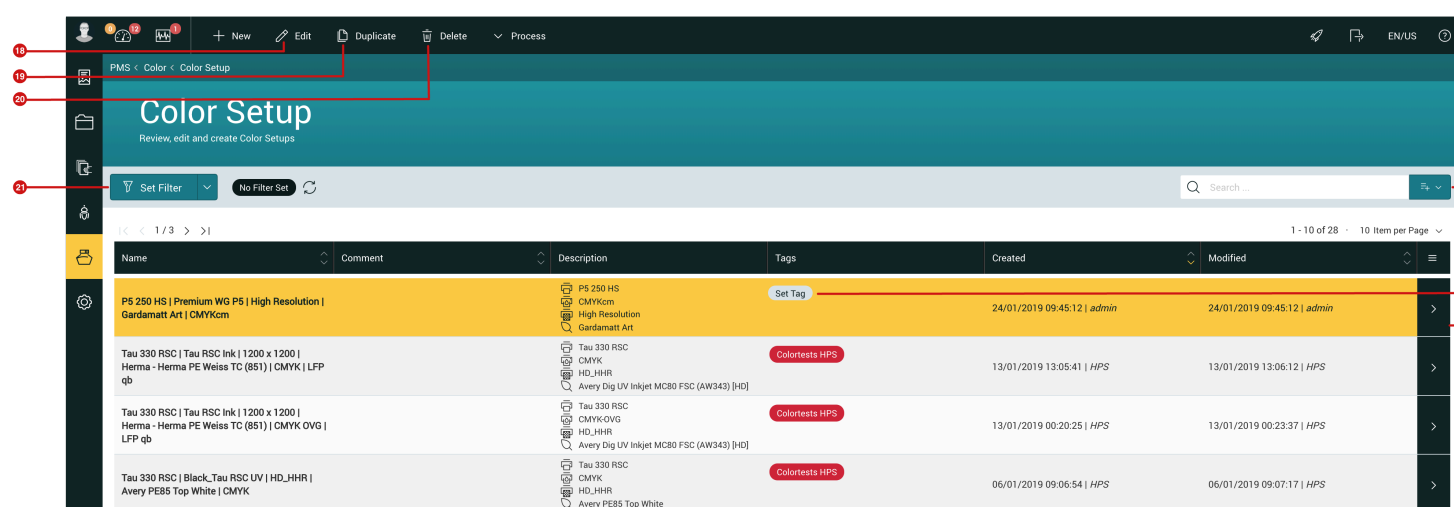 0 12 1 + New Edit Duplicate Delete Process EN/US ?
18
19
PMS < Color < Color Setup
20
Color Setup
Review, edit and create Color Setups
21
Set Filter No Filter Set Search ...
1 / 3 1 - 10 of 28 · 10 Item per Page
Name Comment Description Tags Created Modified
P5 250 HS | Premium WG P5 | High Resolution |
Gardamatt Art | CMYKcm
P5 250 HS
CMYKcm
High Resolution
Gardamatt Art
Set Tag
24/01/2019 09:45:12 | admin
24/01/2019 09:45:12 | admin
Tau 330 RSC | Tau RSC Ink | 1200 x 1200 |
Herma - Herma PE Weiss TC (851) | CMYK | LFP
qb
Tau 330 RSC
CMYK
HD_HHR
Avery Dig UV Inkjet MC80 FSC (AW343) [HD]
Colortests HPS
13/01/2019 13:05:41 | HPS
13/01/2019 13:06:12 | HPS
Tau 330 RSC | Tau RSC Ink | 1200 x 1200 |
Herma - Herma PE Weiss TC (851) | CMYK OVG |
LFP qb
Tau 330 RSC
CMYK-OVG
HD_HHR
Avery Dig UV Inkjet MC80 FSC (AW343) [HD]
Colortests HPS
13/01/2019 00:20:25 | HPS
13/01/2019 00:23:37 | HPS
Tau 330 RSC | Black_Tau RSC UV | HD_HHR |
Avery PE85 Top White | CMYK
Tau 330 RSC
CMYK
HD_HHR
Avery PE85 Top White
Colortests HPS
06/01/2019 09:06:54 | HPS
06/01/2019 09:07:17 | HPS